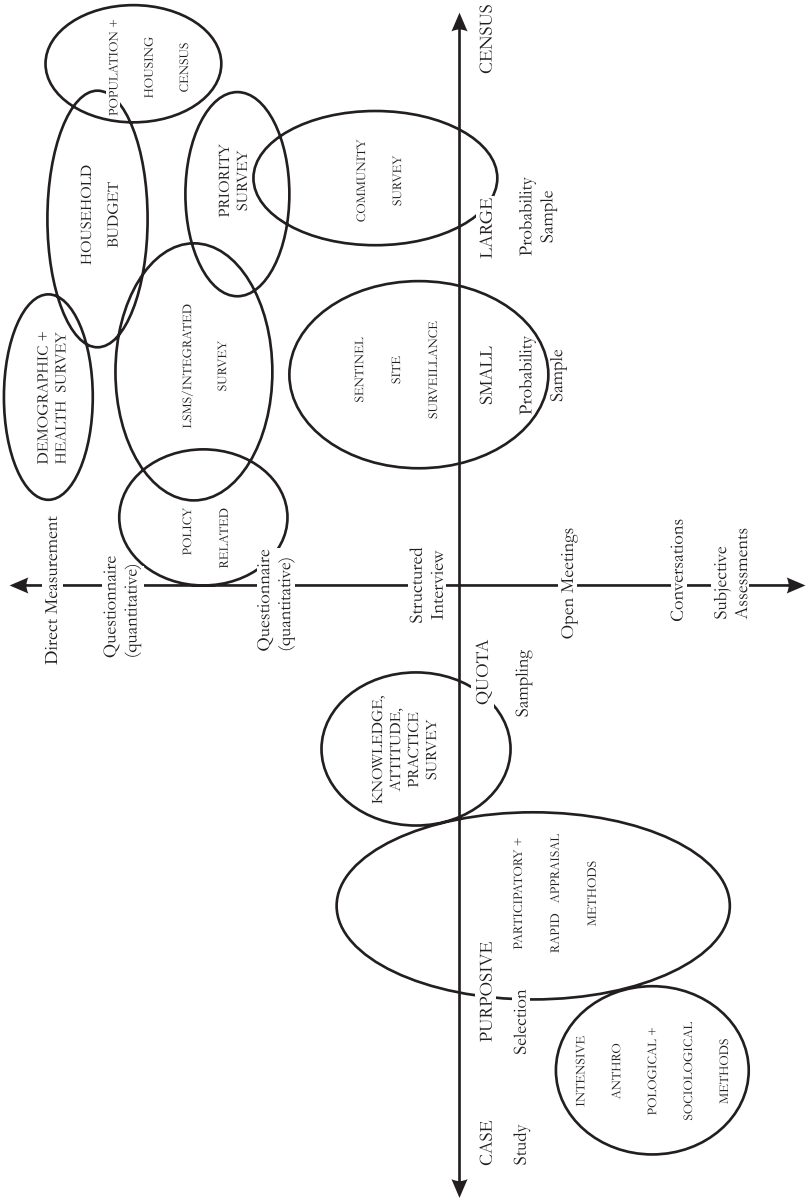 DEMOGRAPHIC +
HEALTH SURVEY
HOUSEHOLD
BUDGET
POPULATION +
HOUSING
CENSUS
POLICY
RELATED
LSMS/INTEGRATED
SURVEY
PRIORITY
SURVEY
SENTINEL
SITE
SURVEILLANCE
COMMUNITY
SURVEY
Direct Measurement
Questionnaire
(quantitative)
Questionnaire
(quantitative)
Structured
Interview
Open Meetings
Conversations
Subjective
Assessments
CASE
Study
PURPOSIVE
Selection
QUOTA
Sampling
SMALL
Probability
Sample
LARGE
Probability
Sample
CENSUS
KNOWLEDGE,
ATTITUDE,
PRACTICE
SURVEY
PARTICIPATORY +
RAPID APPRAISAL
METHODS
INTENSIVE
ANTHRO
POLOGICAL +
SOCIOLOGICAL
METHODS